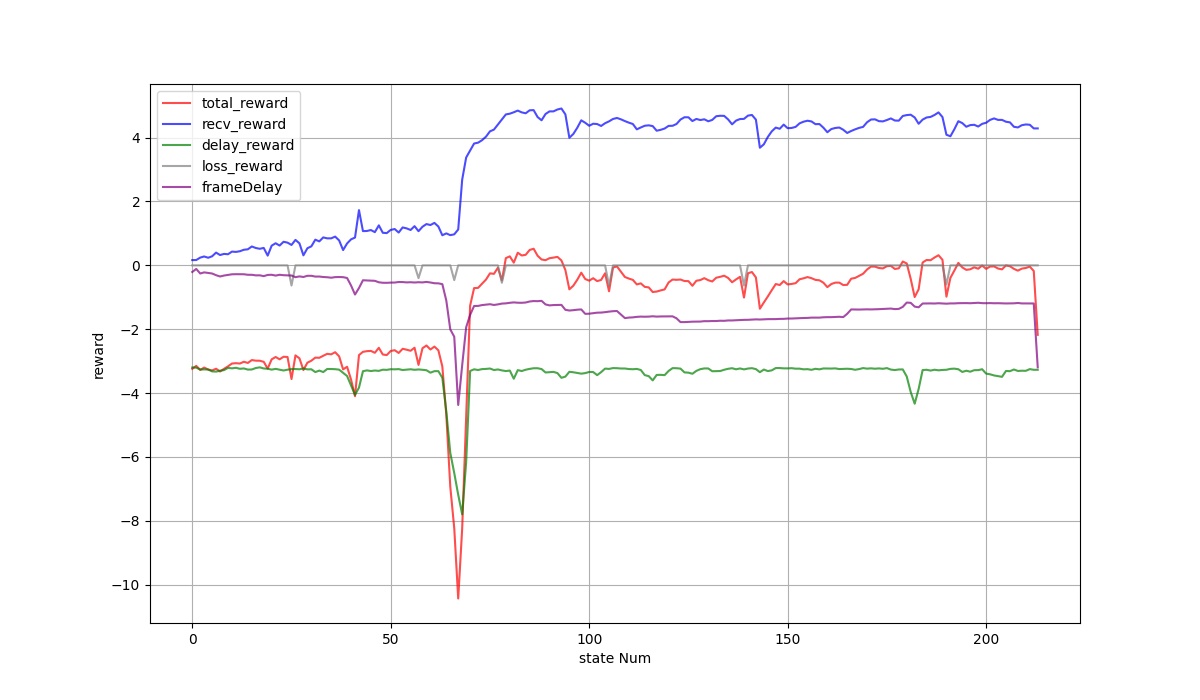 total_reward
recv_reward
delay_reward
loss_reward
frameDelay
4
2
0
−2
−4
−6
−8
−10
reward
0 50 100 150 200
state Num